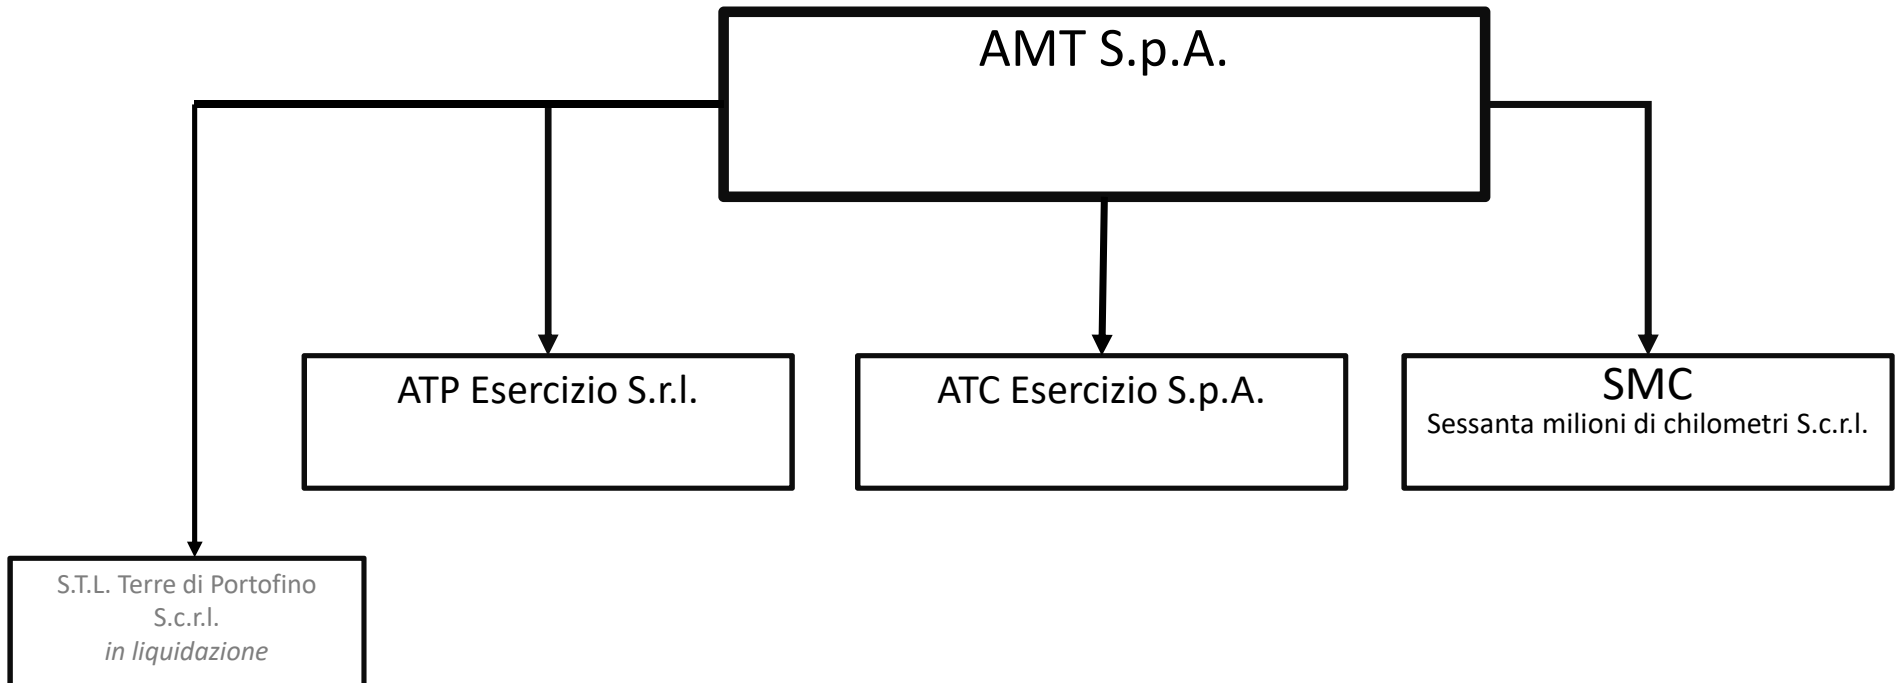 AMT S.p.A.
ATP Esercizio S.r.l.
ATC Esercizio S.p.A.
SMC
Sessanta milioni di chilometri S.c.r.l.
S.T.L. Terre di Portofino
S.c.r.l.
in liquidazione